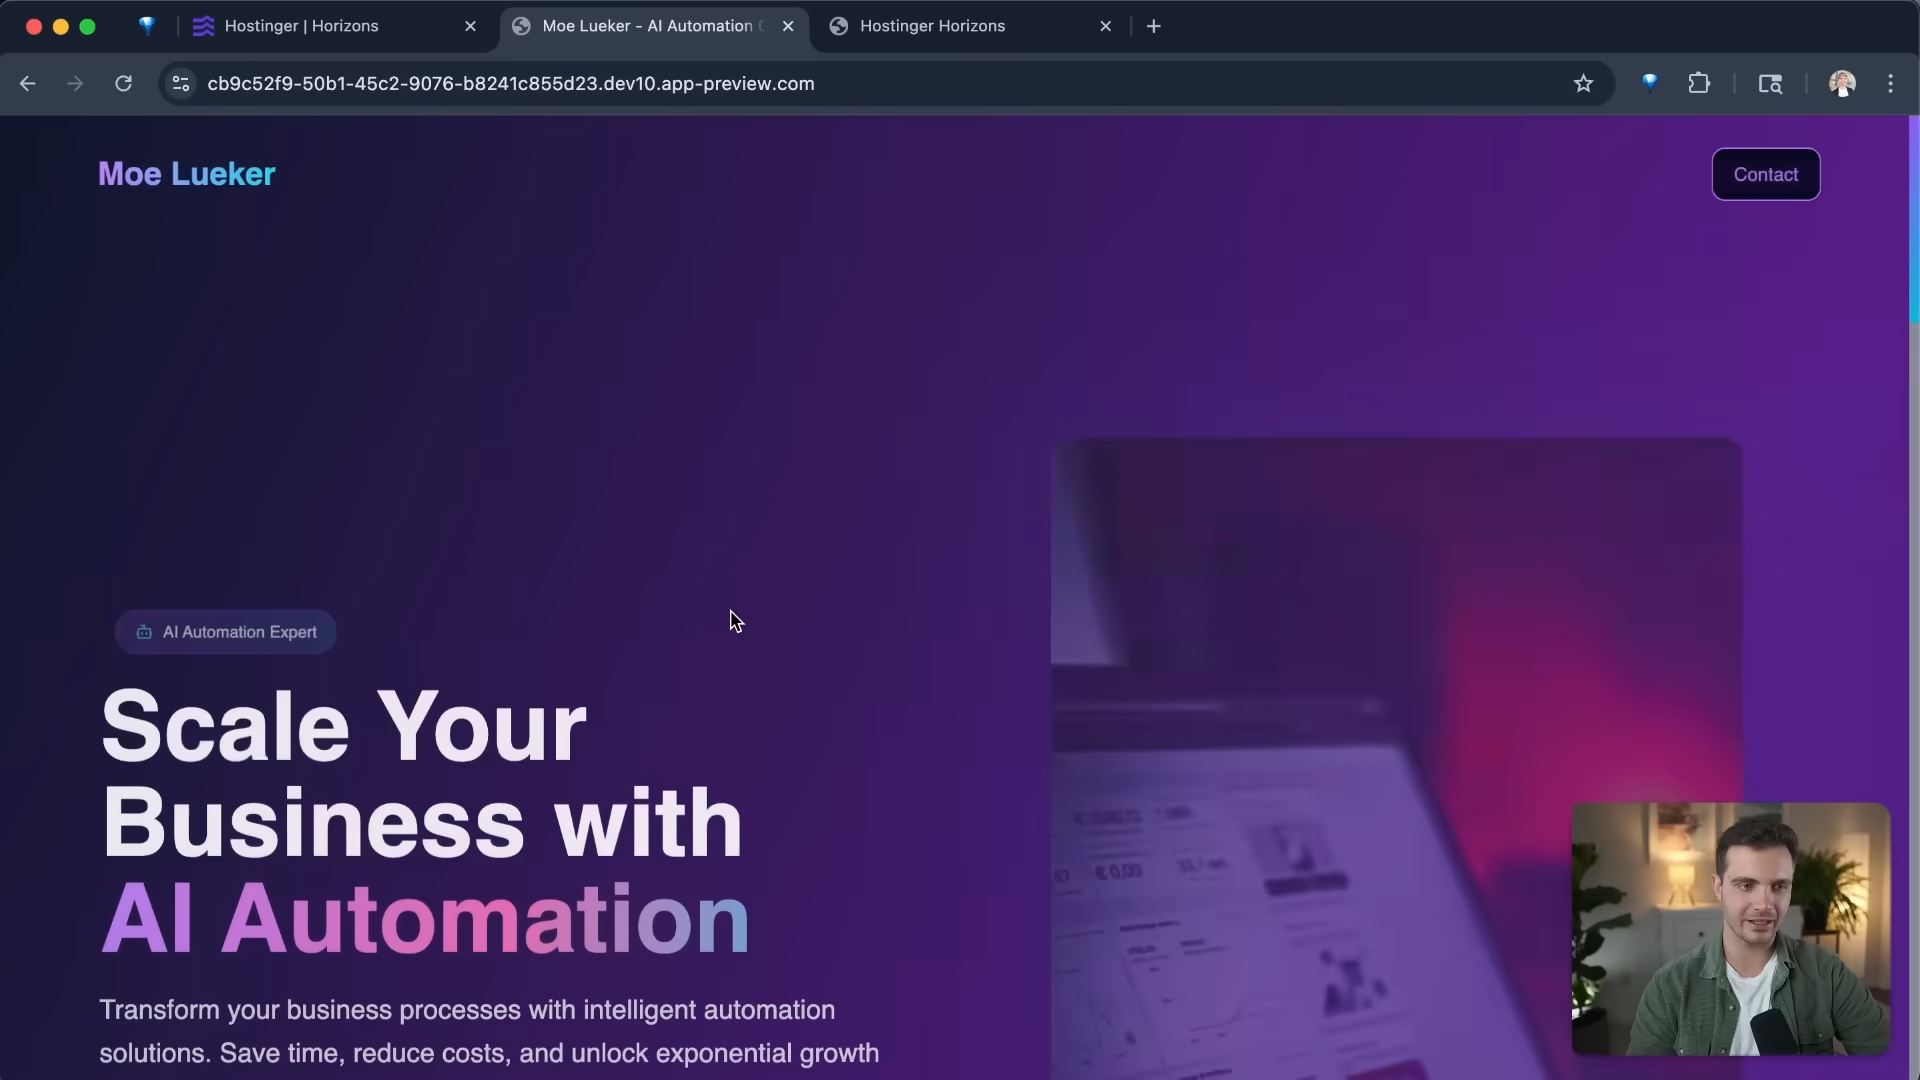 Hostinger | Horizons
Moe Lueker - AI Automation
Hostinger Horizons
cb9c52f9-50b1-45c2-9076-b8241c855d23.dev10.app-preview.com
Moe Lueker
Contact
AI Automation Expert
Scale Your
Business with
AI Automation
Transform your business processes with intelligent automation
solutions. Save time, reduce costs, and unlock exponential growth